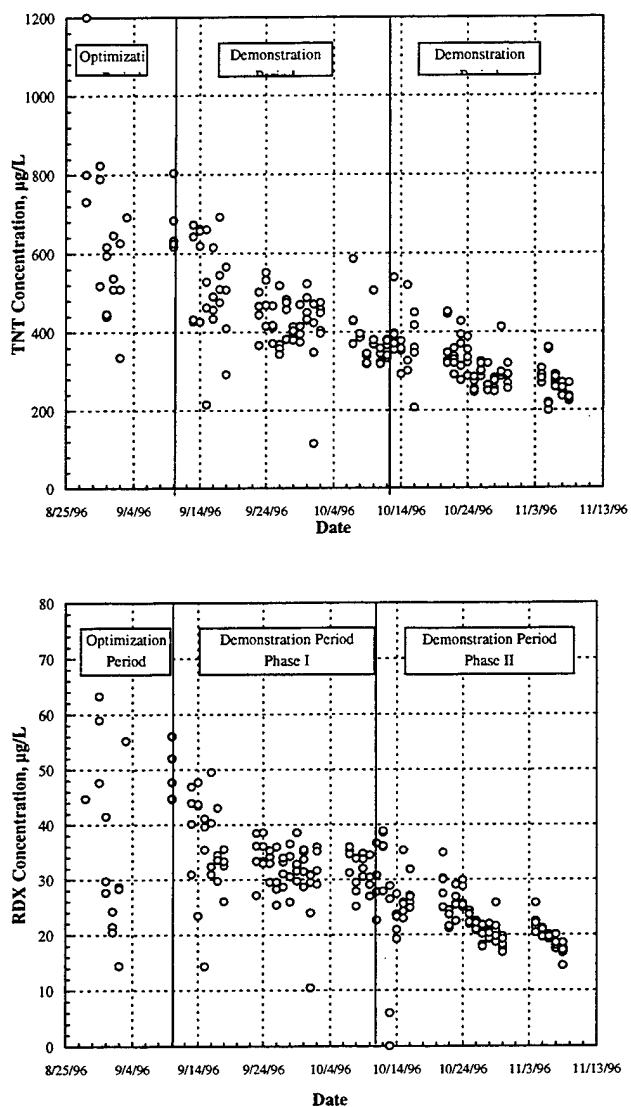 1200
1000
800
600
400
200
0
TNT Concentration, µg/L
Optimizati
Demonstration
Demonstration
8/25/96 9/4/96 9/14/96 9/24/96 10/4/96 10/14/96 10/24/96 11/3/96 11/13/96
Date
80
70
60
50
40
30
20
10
0
RDX Concentration, µg/L
Optimization
Period
Demonstration Period
Phase I
Demonstration Period
Phase II
8/25/96 9/4/96 9/14/96 9/24/96 10/4/96 10/14/96 10/24/96 11/3/96 11/13/96
Date